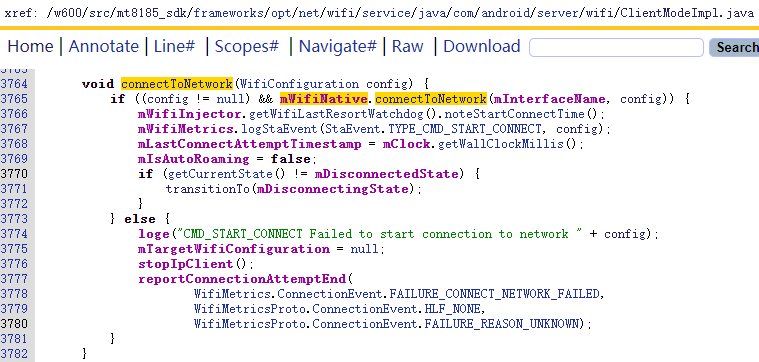 xref: /w600/src/mt8185_sdk/frameworks/opt/net/wifi/service/java/com/android/server/wifi/ClientModeImpl.java
Home | Annotate | Line# | Scopes# | Navigate# | Raw | Download Search
3763
3764 void connectToNetwork(WifiConfiguration config) {
3765 if ((config != null) && mWifiNative.connectToNetwork(mInterfaceName, config)) {
3766 mWifiInjector.getWifiLastResortWatchdog().noteStartConnectTime();
3767 mWifiMetrics.logStaEvent(StaEvent.TYPE_CMD_START_CONNECT, config);
3768 mLastConnectAttemptTimestamp = mClock.getWallClockMillis();
3769 mIsAutoRoaming = false;
3770 if (getCurrentState() != mDisconnectedState) {
3771 transitionTo(mDisconnectingState);
3772 }
3773 } else {
3774 loge("CMD_START_CONNECT Failed to start connection to network " + config);
3775 mTargetWifiConfiguration = null;
3776 stopIpClient();
3777 reportConnectionAttemptEnd(
3778 WifiMetrics.ConnectionEvent.FAILURE_CONNECT_NETWORK_FAILED,
3779 WifiMetricsProto.ConnectionEvent.HLF_NONE,
3780 WifiMetricsProto.ConnectionEvent.FAILURE_REASON_UNKNOWN);
3781 }
3782 }